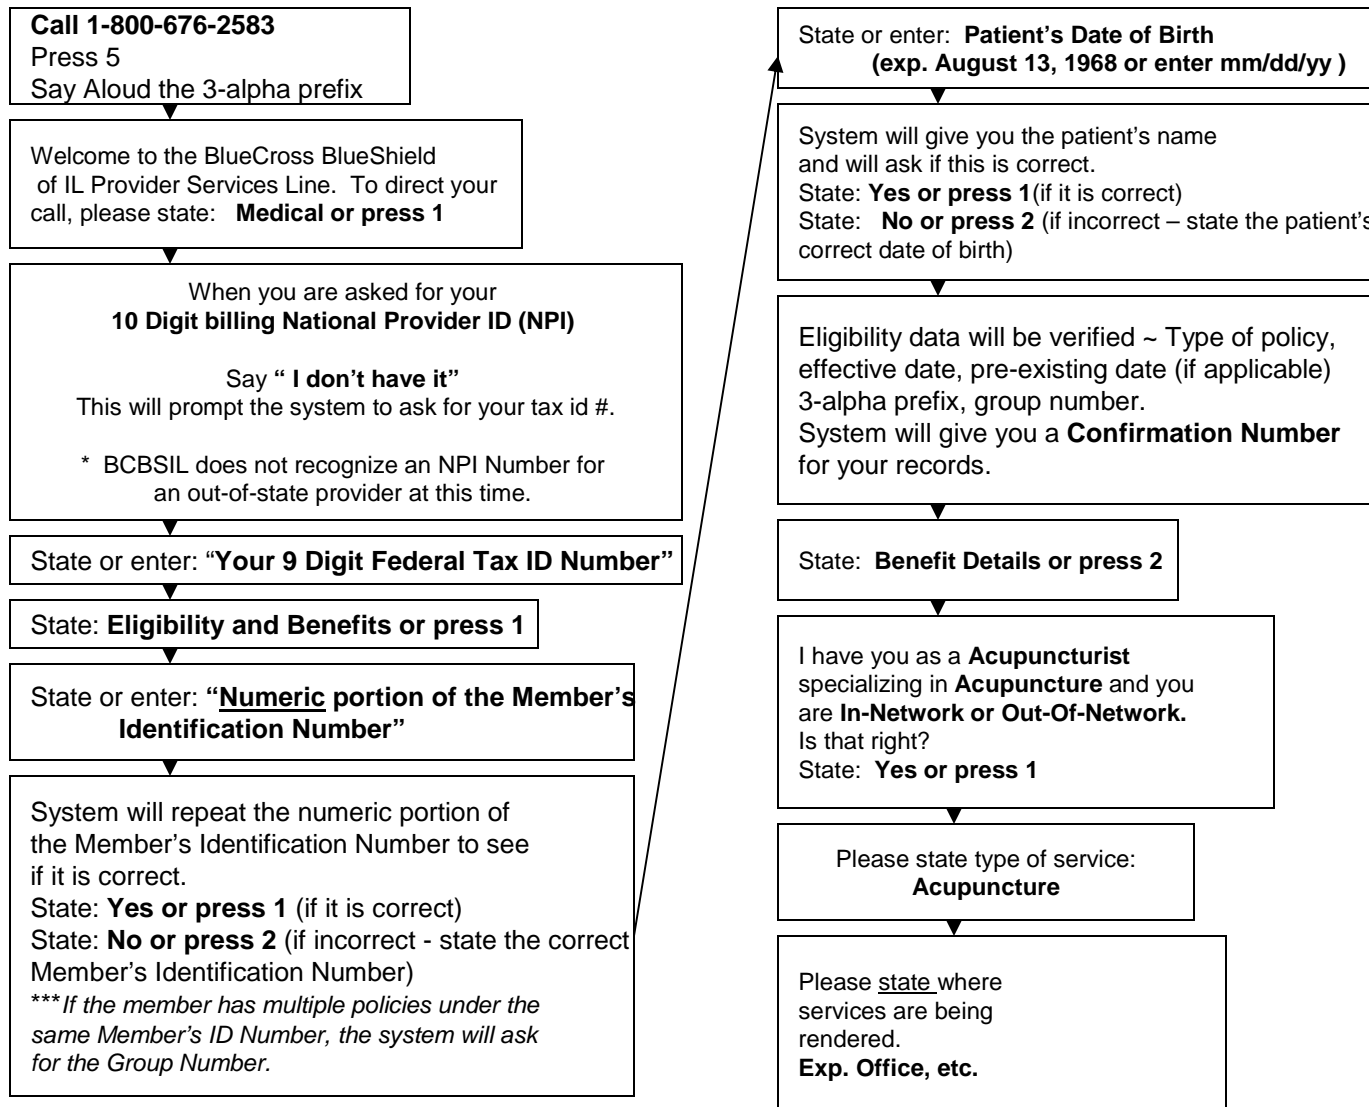 Call 1-800-676-2583
Press 5
Say Aloud the 3-alpha prefix
Welcome to the BlueCross BlueShield
of IL Provider Services Line. To direct your
call, please state: Medical or press 1
When you are asked for your
10 Digit billing National Provider ID (NPI)
Say “ I don’t have it”
This will prompt the system to ask for your tax id #.
* BCBSIL does not recognize an NPI Number for
an out-of-state provider at this time.
State or enter: “Your 9 Digit Federal Tax ID Number”
State: Eligibility and Benefits or press 1
State or enter: “Numeric portion of the Member’s
Identification Number”
System will repeat the numeric portion of
the Member’s Identification Number to see
if it is correct.
State: Yes or press 1 (if it is correct)
State: No or press 2 (if incorrect - state the correct
Member’s Identification Number)
***If the member has multiple policies under the
same Member’s ID Number, the system will ask
for the Group Number.
State or enter: Patient’s Date of Birth
(exp. August 13, 1968 or enter mm/dd/yy )
System will give you the patient’s name
and will ask if this is correct.
State: Yes or press 1(if it is correct)
State: No or press 2 (if incorrect – state the patient’s
correct date of birth)
Eligibility data will be verified ~ Type of policy,
effective date, pre-existing date (if applicable)
3-alpha prefix, group number.
System will give you a Confirmation Number
for your records.
State: Benefit Details or press 2
I have you as a Acupuncturist
specializing in Acupuncture and you
are In-Network or Out-Of-Network.
Is that right?
State: Yes or press 1
Please state type of service:
Acupuncture
Please state where
services are being
rendered.
Exp. Office, etc.